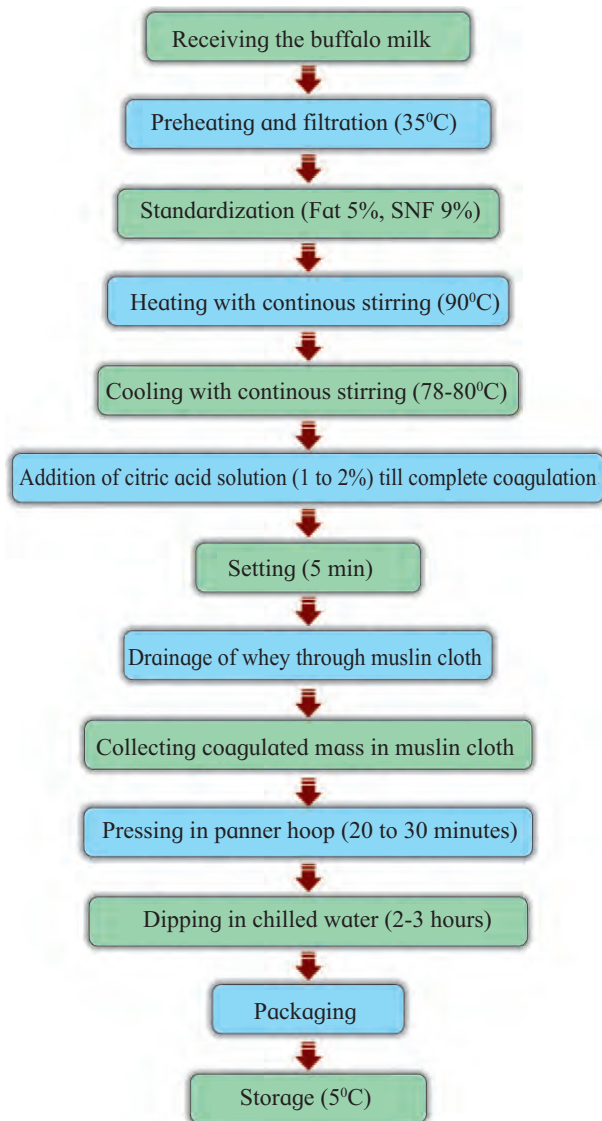 Receiving the buffalo milk
Preheating and filtration (35⁰C)
Standardization (Fat 5%, SNF 9%)
Heating with continous stirring (90⁰C)
Cooling with continous stirring (78-80⁰C)
Addition of citric acid solution (1 to 2%) till complete coagulation
Setting (5 min)
Drainage of whey through muslin cloth
Collecting coagulated mass in muslin cloth
Pressing in panner hoop (20 to 30 minutes)
Dipping in chilled water (2-3 hours)
Packaging
Storage (5⁰C)